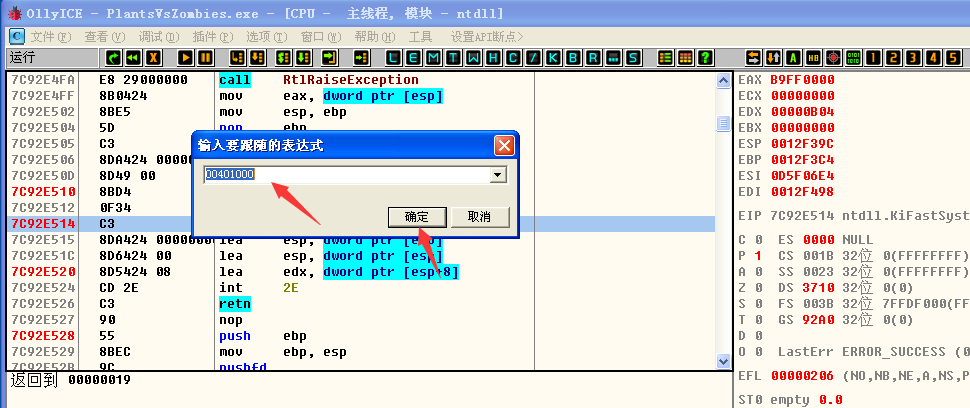 OllyICE - PlantsVsZombies.exe - [CPU - 主线程, 模块 - ntdll]
C 文件(F) 查看(V) 调试(D) 插件(P) 选项(T) 窗口(W) 帮助(H) 工具 设置API断点>
运行 L E M T W H C / K B R ... S 1 2 3 4 5
7C92E4FA E8 29000000 call RtlRaiseException
7C92E4FF 8B0424 mov eax, dword ptr [esp]
7C92E502 8BE5 mov esp, ebp
7C92E504 5D pop ebp
7C92E505 C3
7C92E506 8DA424 0000
7C92E50D 8D49 00
7C92E510 8BD4
7C92E512 0F34
7C92E514 C3
7C92E515 8DA424 0000000 lea esp, dword ptr [esp]
7C92E51C 8D6424 00 lea esp, dword ptr [esp]
7C92E520 8D5424 08 lea edx, dword ptr [esp+8]
7C92E524 CD 2E int 2E
7C92E526 C3 retn
7C92E527 90 nop
7C92E528 55 push ebp
7C92E529 8BEC mov ebp, esp
7C92E52B 9C pushfd
返回到 00000019
输入要跟随的表达式
00401000
确定 取消
EAX B9FF0000
ECX 00000000
EDX 00000B04
EBX 00000000
ESP 0012F39C
EBP 0012F3C4
ESI 0D5F06E4
EDI 0012F498
EIP 7C92E514 ntdll.KiFastSyst
C 0 ES 0000 NULL
P 1 CS 001B 32位 0(FFFFFFFF)
A 0 SS 0023 32位 0(FFFFFFFF)
Z 0 DS 3710 32位 0(0)
S 0 FS 003B 32位 7FFDF000(FF
T 0 GS 92A0 32位 0(0)
D 0
O 0 LastErr ERROR_SUCCESS (0
EFL 00000206 (NO,NB,NE,A,NS,P
ST0 empty 0.0